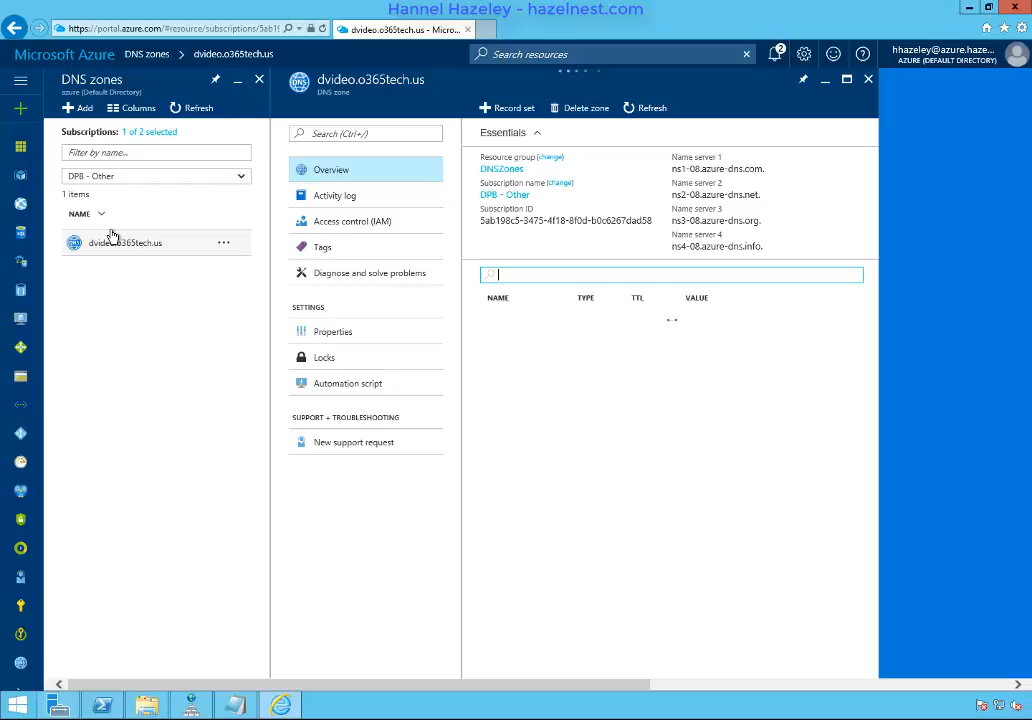 Hannel Hazeley - hazelnest.com
https://portal.azure.com/#resource/subscriptions/5ab19
dvideo.o365tech.us - Micro...
Microsoft Azure
DNS zones
dvideo.o365tech.us
Search resources
2
hhazeley@azure.haze...
AZURE (DEFAULT DIRECTORY)
DNS zones
azure (Default Directory)
Add
Columns
Refresh
Subscriptions: 1 of 2 selected
Filter by name...
DPB - Other
1 items
NAME
DNS
dvideo.o365tech.us
...
DNS
dvideo.o365tech.us
DNS zone
Search (Ctrl+/)
Overview
Activity log
Access control (IAM)
Tags
Diagnose and solve problems
SETTINGS
Properties
Locks
Automation script
SUPPORT + TROUBLESHOOTING
New support request
Record set
Delete zone
Refresh
Essentials
Resource group (change)
DNSZones
Subscription name (change)
DPB - Other
Subscription ID
5ab198c5-3475-4f18-8f0d-b0c6267dad58
Name server 1
ns1-08.azure-dns.com.
Name server 2
ns2-08.azure-dns.net.
Name server 3
ns3-08.azure-dns.org.
Name server 4
ns4-08.azure-dns.info.
NAME TYPE TTL VALUE